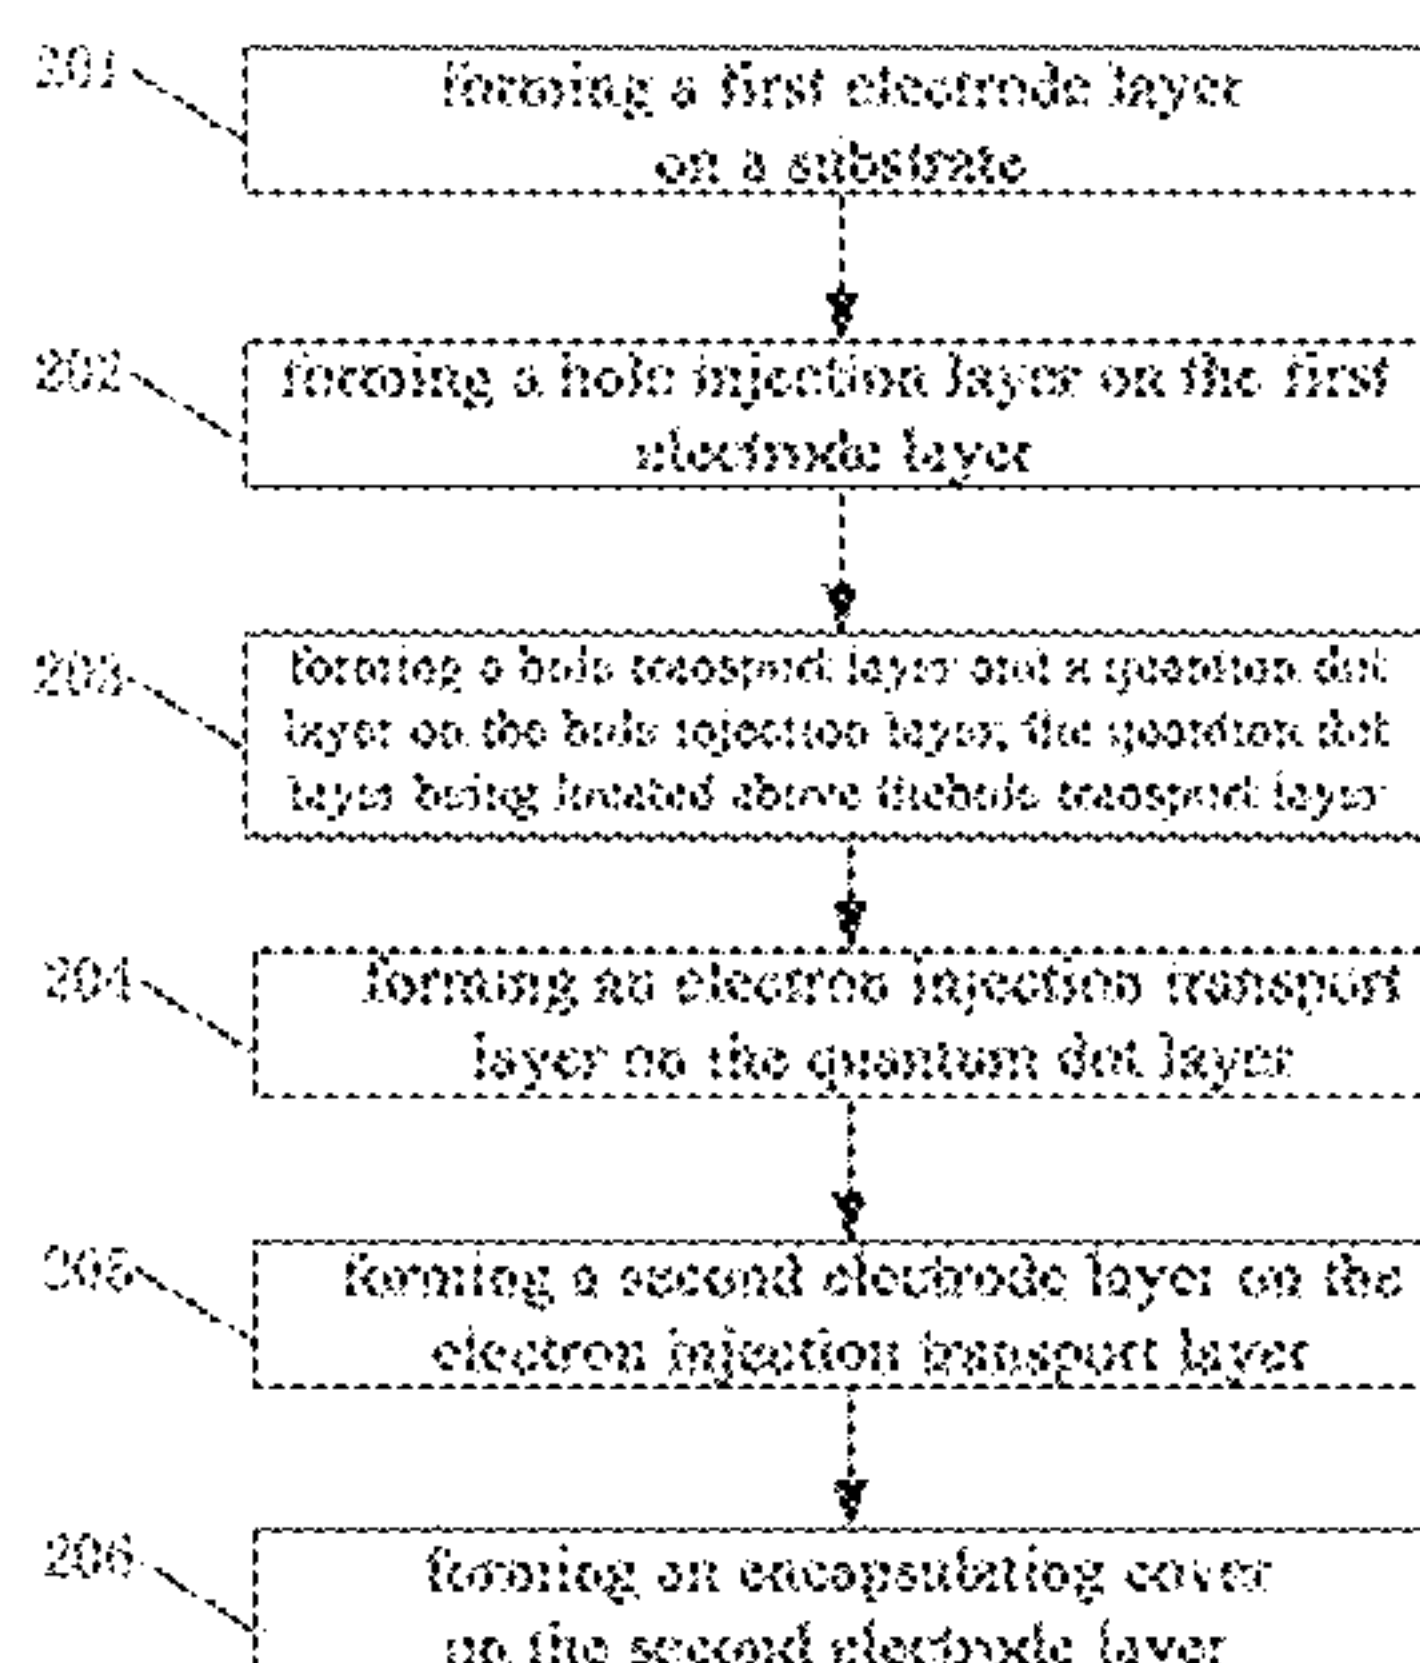 201
forming a first electrode layer
on a substrate
202
forming a hole injection layer on the first
electrode layer
203
forming a hole transport layer and a quantum dot
layer on the hole injection layer, the quantum dot
layer being located above thehole transport layer
204
forming an electron injection transport
layer on the quantum dot layer
205
forming a second electrode layer on the
electron injection transport layer
206
forming an encapsulating cover
on the second electrode layer